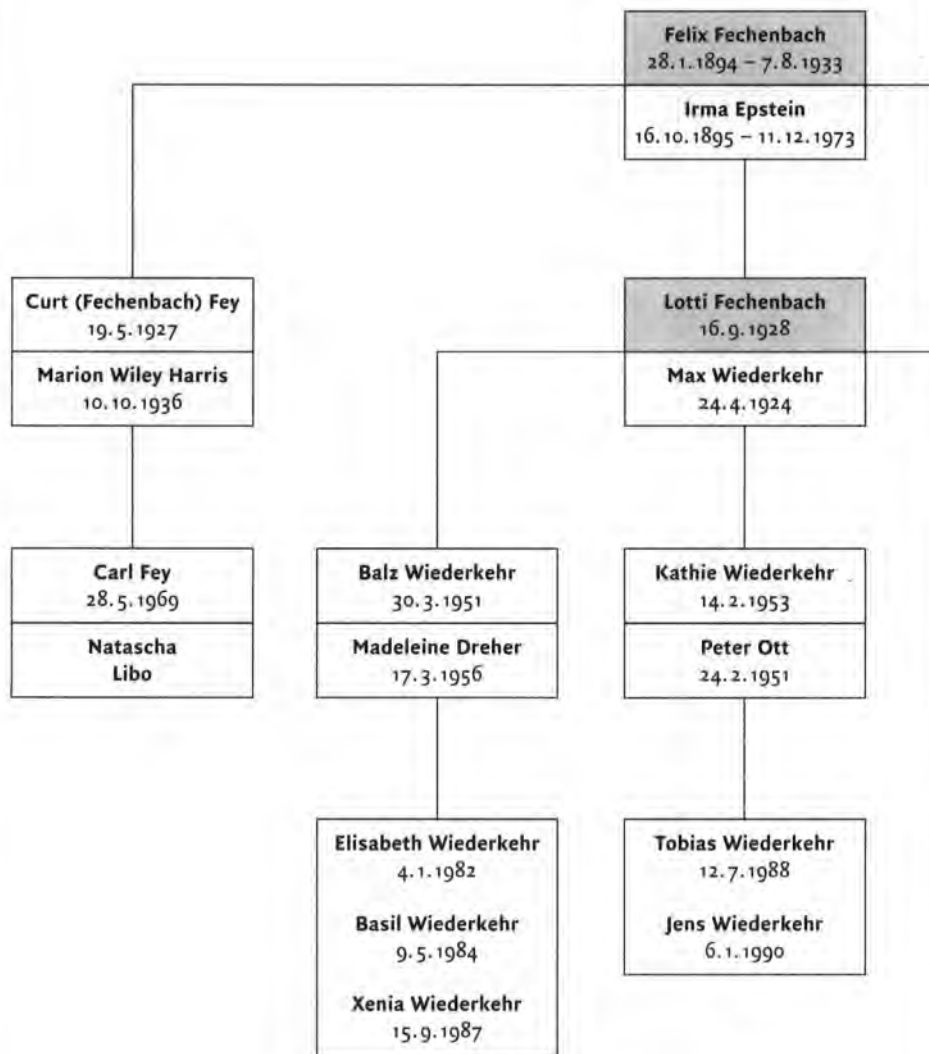 Felix Fechenbach
28.1.1894 – 7.8.1933
Irma Epstein
16.10.1895 – 11.12.1973
Curt (Fechenbach) Fey
19.5.1927
Marion Wiley Harris
10.10.1936
Lotti Fechenbach
16.9.1928
Max Wiederkehr
24.4.1924
Carl Fey
28.5.1969
Natascha
Libo
Balz Wiederkehr
30.3.1951
Madeleine Dreher
17.3.1956
Kathie Wiederkehr
14.2.1953
Peter Ott
24.2.1951
Elisabeth Wiederkehr
4.1.1982
Basil Wiederkehr
9.5.1984
Xenia Wiederkehr
15.9.1987
Tobias Wiederkehr
12.7.1988
Jens Wiederkehr
6.1.1990